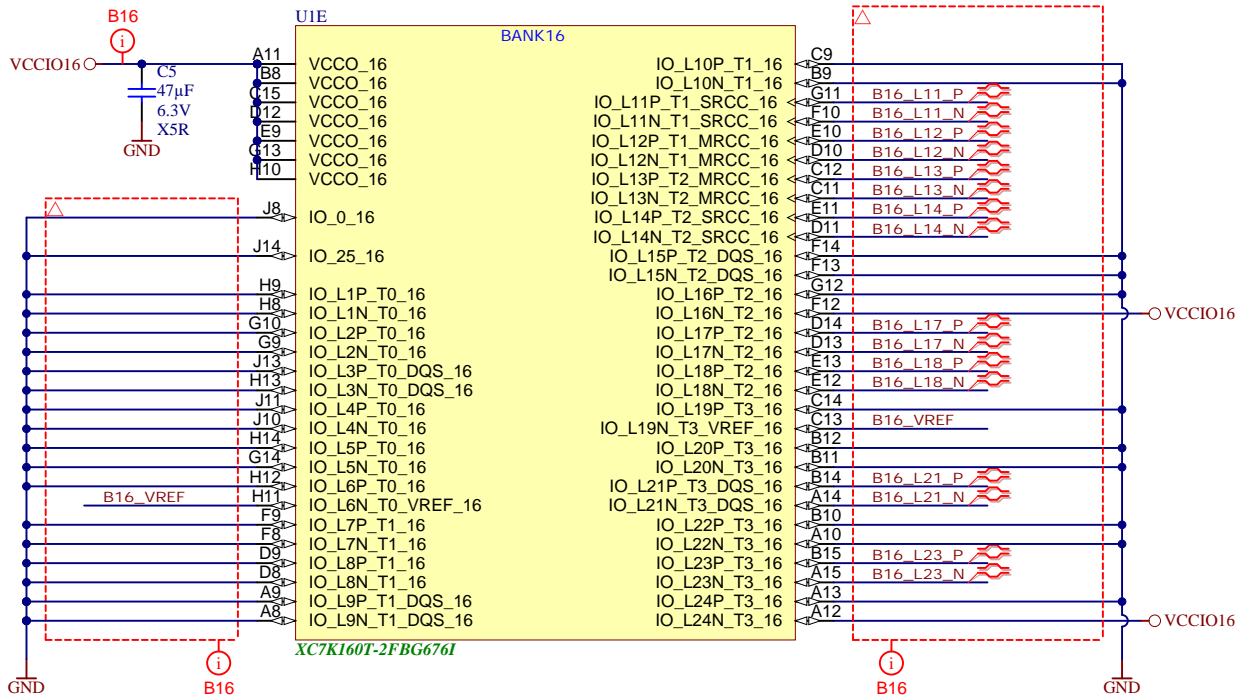 B16
i
VCCIO16
C5
47µF
6.3V
X5R
GND
U1E
BANK16
A11 VCCO_16
B8 VCCO_16
C15 VCCO_16
D12 VCCO_16
E9 VCCO_16
G13 VCCO_16
H10 VCCO_16
J8 IO_0_16
J14 IO_25_16
H9 IO_L1P_T0_16
H8 IO_L1N_T0_16
G10 IO_L2P_T0_16
G9 IO_L2N_T0_16
J13 IO_L3P_T0_DQS_16
H13 IO_L3N_T0_DQS_16
J11 IO_L4P_T0_16
J10 IO_L4N_T0_16
H14 IO_L5P_T0_16
G14 IO_L5N_T0_16
H12 IO_L6P_T0_16
B16_VREF H11 IO_L6N_T0_VREF_16
F9 IO_L7P_T1_16
F8 IO_L7N_T1_16
D9 IO_L8P_T1_16
D8 IO_L8N_T1_16
A9 IO_L9P_T1_DQS_16
A8 IO_L9N_T1_DQS_16
IO_L10P_T1_16 C9
IO_L10N_T1_16 B9
IO_L11P_T1_SRCC_16 G11 B16_L11_P
IO_L11N_T1_SRCC_16 F10 B16_L11_N
IO_L12P_T1_MRCC_16 E10 B16_L12_P
IO_L12N_T1_MRCC_16 D10 B16_L12_N
IO_L13P_T2_MRCC_16 C12 B16_L13_P
IO_L13N_T2_MRCC_16 C11 B16_L13_N
IO_L14P_T2_SRCC_16 E11 B16_L14_P
IO_L14N_T2_SRCC_16 D11 B16_L14_N
IO_L15P_T2_DQS_16 F14
IO_L15N_T2_DQS_16 F13
IO_L16P_T2_16 G12
IO_L16N_T2_16 F12 VCCIO16
IO_L17P_T2_16 D14 B16_L17_P
IO_L17N_T2_16 D13 B16_L17_N
IO_L18P_T2_16 E13 B16_L18_P
IO_L18N_T2_16 E12 B16_L18_N
IO_L19P_T3_16 C14
IO_L19N_T3_VREF_16 C13 B16_VREF
IO_L20P_T3_16 B12
IO_L20N_T3_16 B11
IO_L21P_T3_DQS_16 B14 B16_L21_P
IO_L21N_T3_DQS_16 A14 B16_L21_N
IO_L22P_T3_16 B10
IO_L22N_T3_16 A10
IO_L23P_T3_16 B15 B16_L23_P
IO_L23N_T3_16 A15 B16_L23_N
IO_L24P_T3_16 A13
IO_L24N_T3_16 A12 VCCIO16
XC7K160T-2FBG676I
GND
i
B16
i
B16
GND